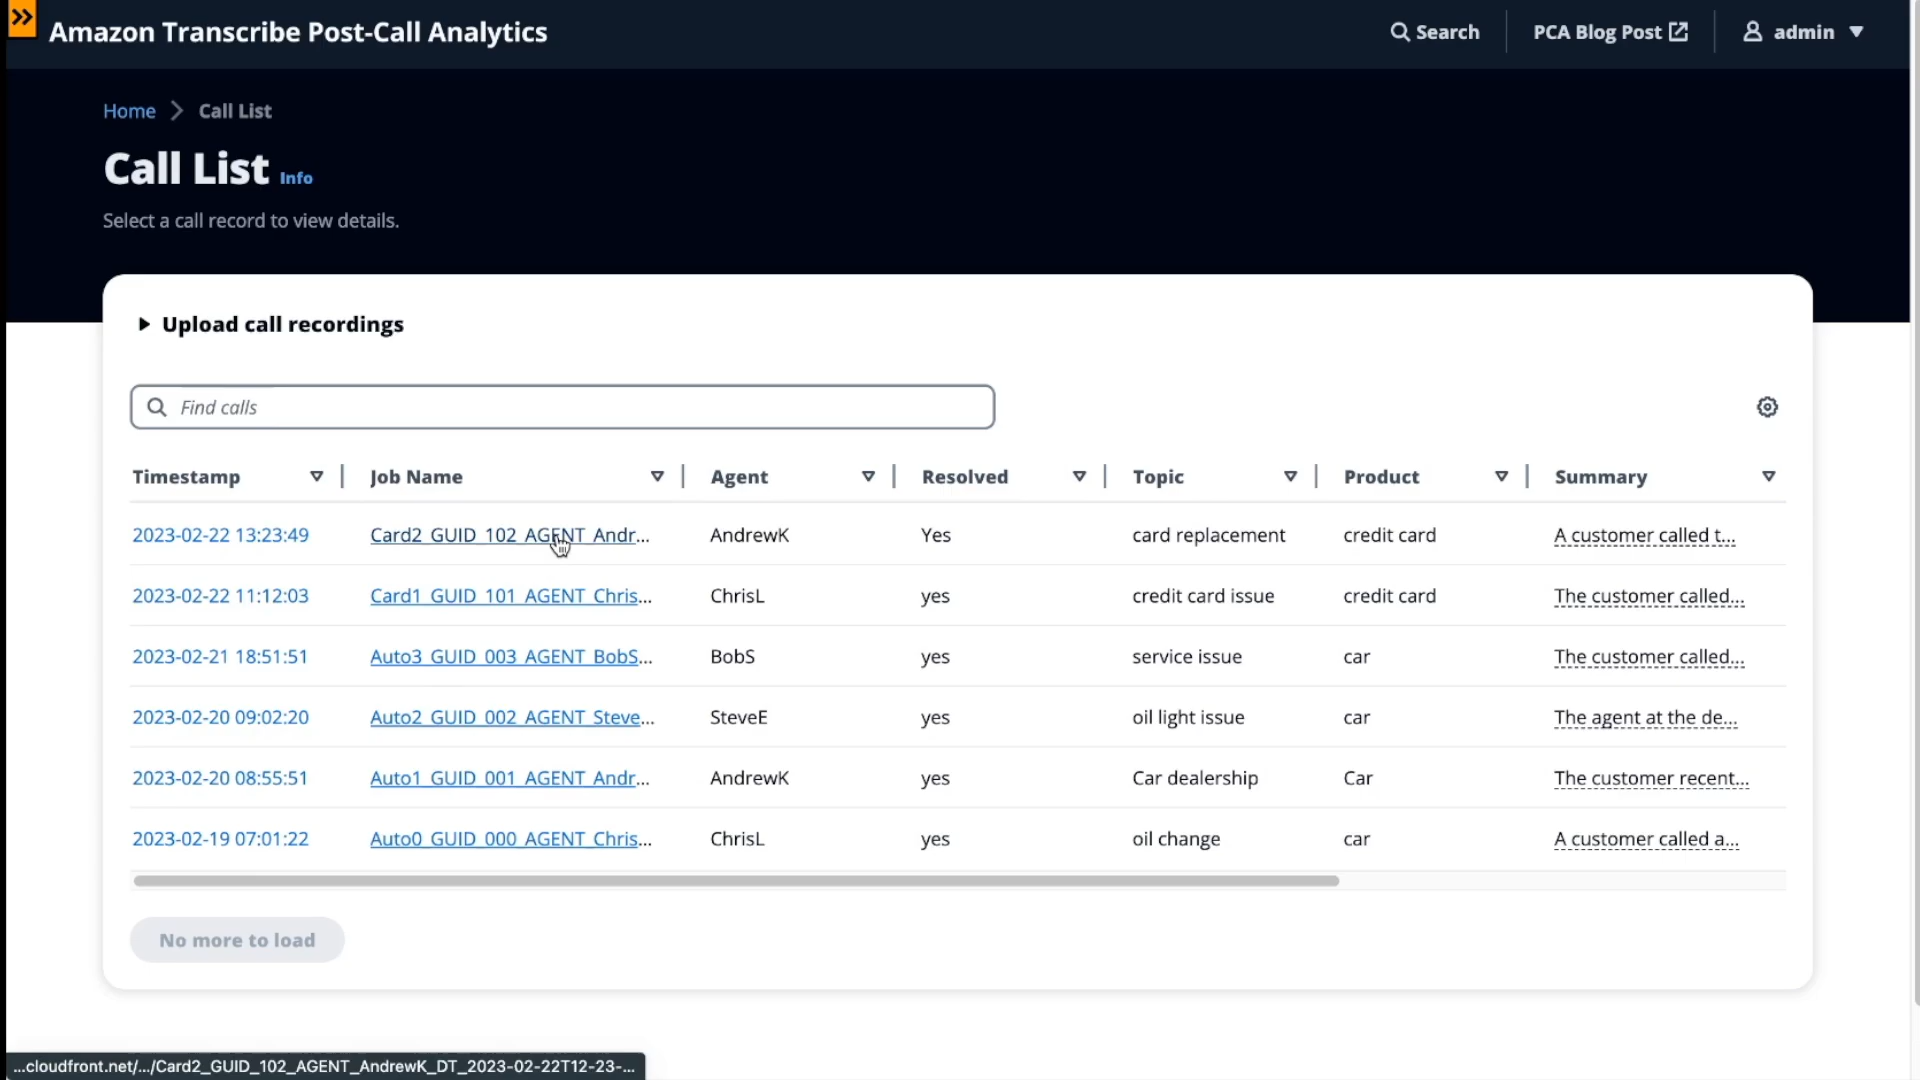 Amazon Transcribe Post-Call Analytics
Search
PCA Blog Post
admin
Home > Call List
Call List Info
Select a call record to view details.
Upload call recordings
Find calls
Timestamp | Job Name | Agent | Resolved | Topic | Product | Summary
2023-02-22 13:23:49 Card2_GUID_102_AGENT_Andr... AndrewK Yes card replacement credit card A customer called t...
2023-02-22 11:12:03 Card1_GUID_101_AGENT_Chris... ChrisL yes credit card issue credit card The customer called...
2023-02-21 18:51:51 Auto3_GUID_003_AGENT_BobS... BobS yes service issue car The customer called...
2023-02-20 09:02:20 Auto2_GUID_002_AGENT_Steve... SteveE yes oil light issue car The agent at the de...
2023-02-20 08:55:51 Auto1_GUID_001_AGENT_Andr... AndrewK yes Car dealership Car The customer recent...
2023-02-19 07:01:22 Auto0_GUID_000_AGENT_Chris... ChrisL yes oil change car A customer called a...
No more to load
...cloudfront.net/.../Card2_GUID_102_AGENT_AndrewK_DT_2023-02-22T12-23-...